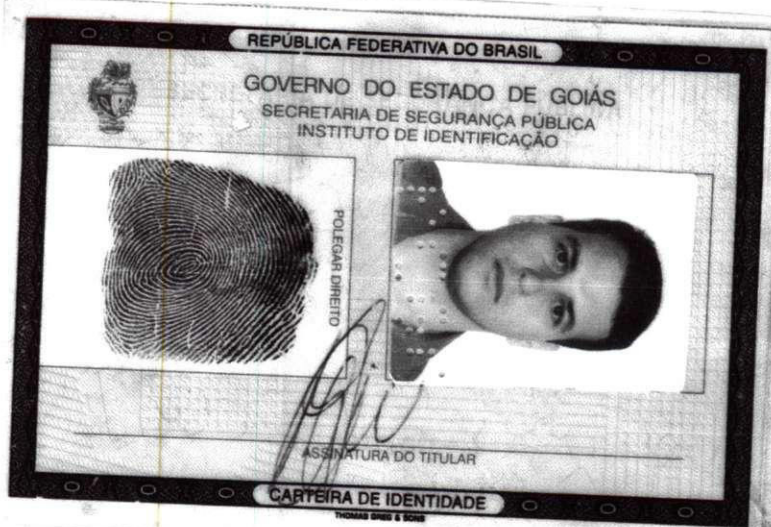 REPÚBLICA FEDERATIVA DO BRASIL
GOVERNO DO ESTADO DE GOIÁS
SECRETARIA DE SEGURANÇA PÚBLICA
INSTITUTO DE IDENTIFICAÇÃO
POLEGAR DIREITO
ASSINATURA DO TITULAR
CARTEIRA DE IDENTIDADE
THOMAS GREG & SONS